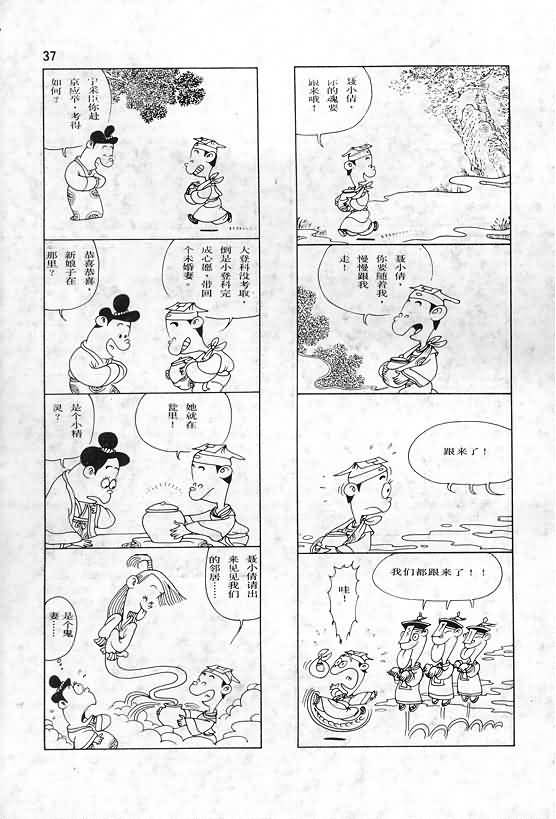 37
聂小倩，
你的魂要
跟来哦！
聂小倩，
你要随着我，
慢慢跟我
走！
跟来了！
我们都跟来了！！
哇！
宁采臣你赴
京应举，考得
如何？
大登科没考取，
倒是小登科完
成心愿，带回
个未婚妻。
恭喜恭喜，
新娘子在
那里？
她就在
瓮里！
是个小精
灵？
聂小倩请出
来见见我们
的邻居……
是个鬼
妻……